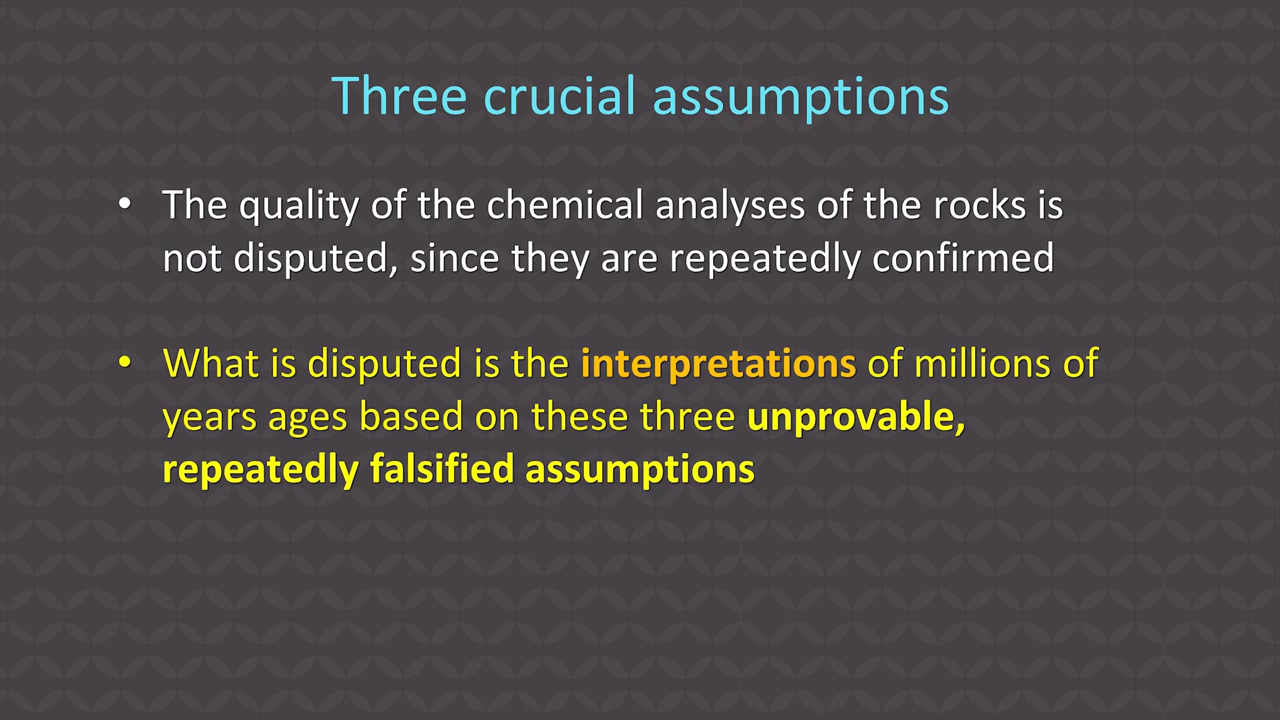 Three crucial assumptions
• The quality of the chemical analyses of the rocks is
not disputed, since they are repeatedly confirmed
• What is disputed is the interpretations of millions of
years ages based on these three unprovable,
repeatedly falsified assumptions